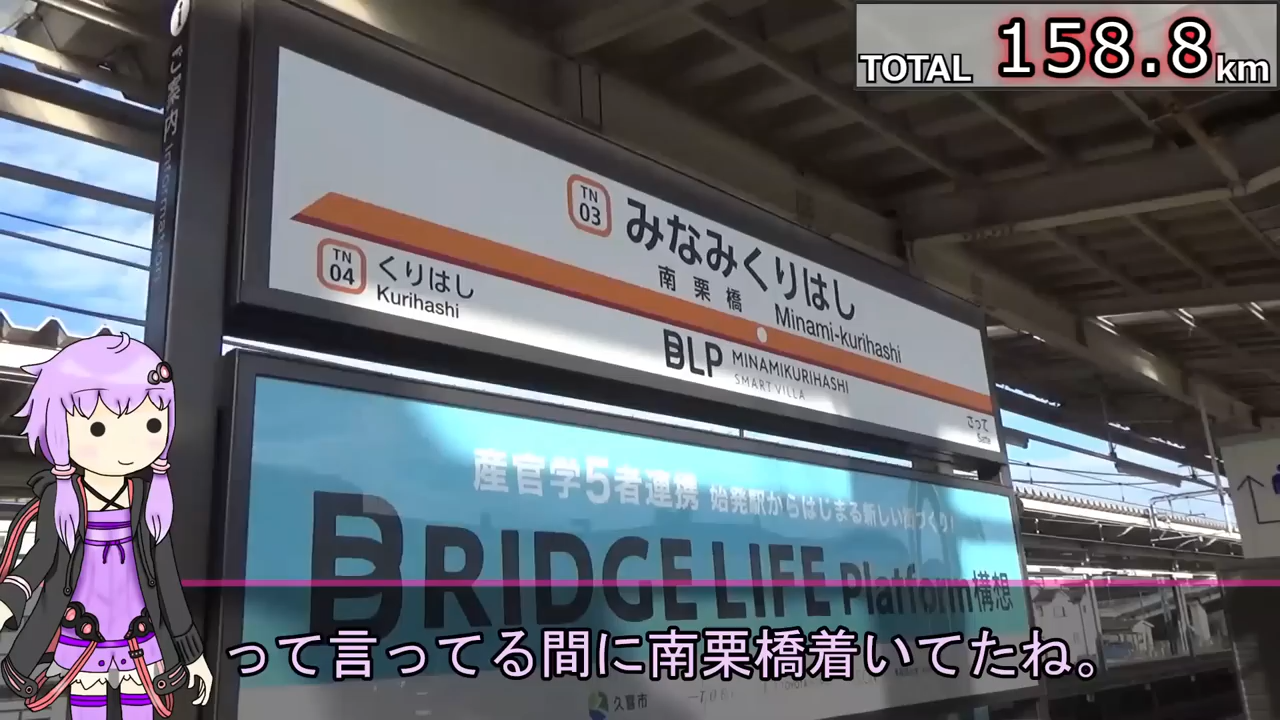 TOTAL 158.8km
Information
TN 03
みなみくりはし
南栗橋
Minami-kurihashi
TN 04
くりはし
Kurihashi
BLP MINAMIKURIHASHI
SMART VILLA
さって
産官学5者連携 始発駅からはじまる新しい街づくり!
BRIDGE LIFE Platform構想
って言ってる間に南栗橋着いてたね。
久喜市